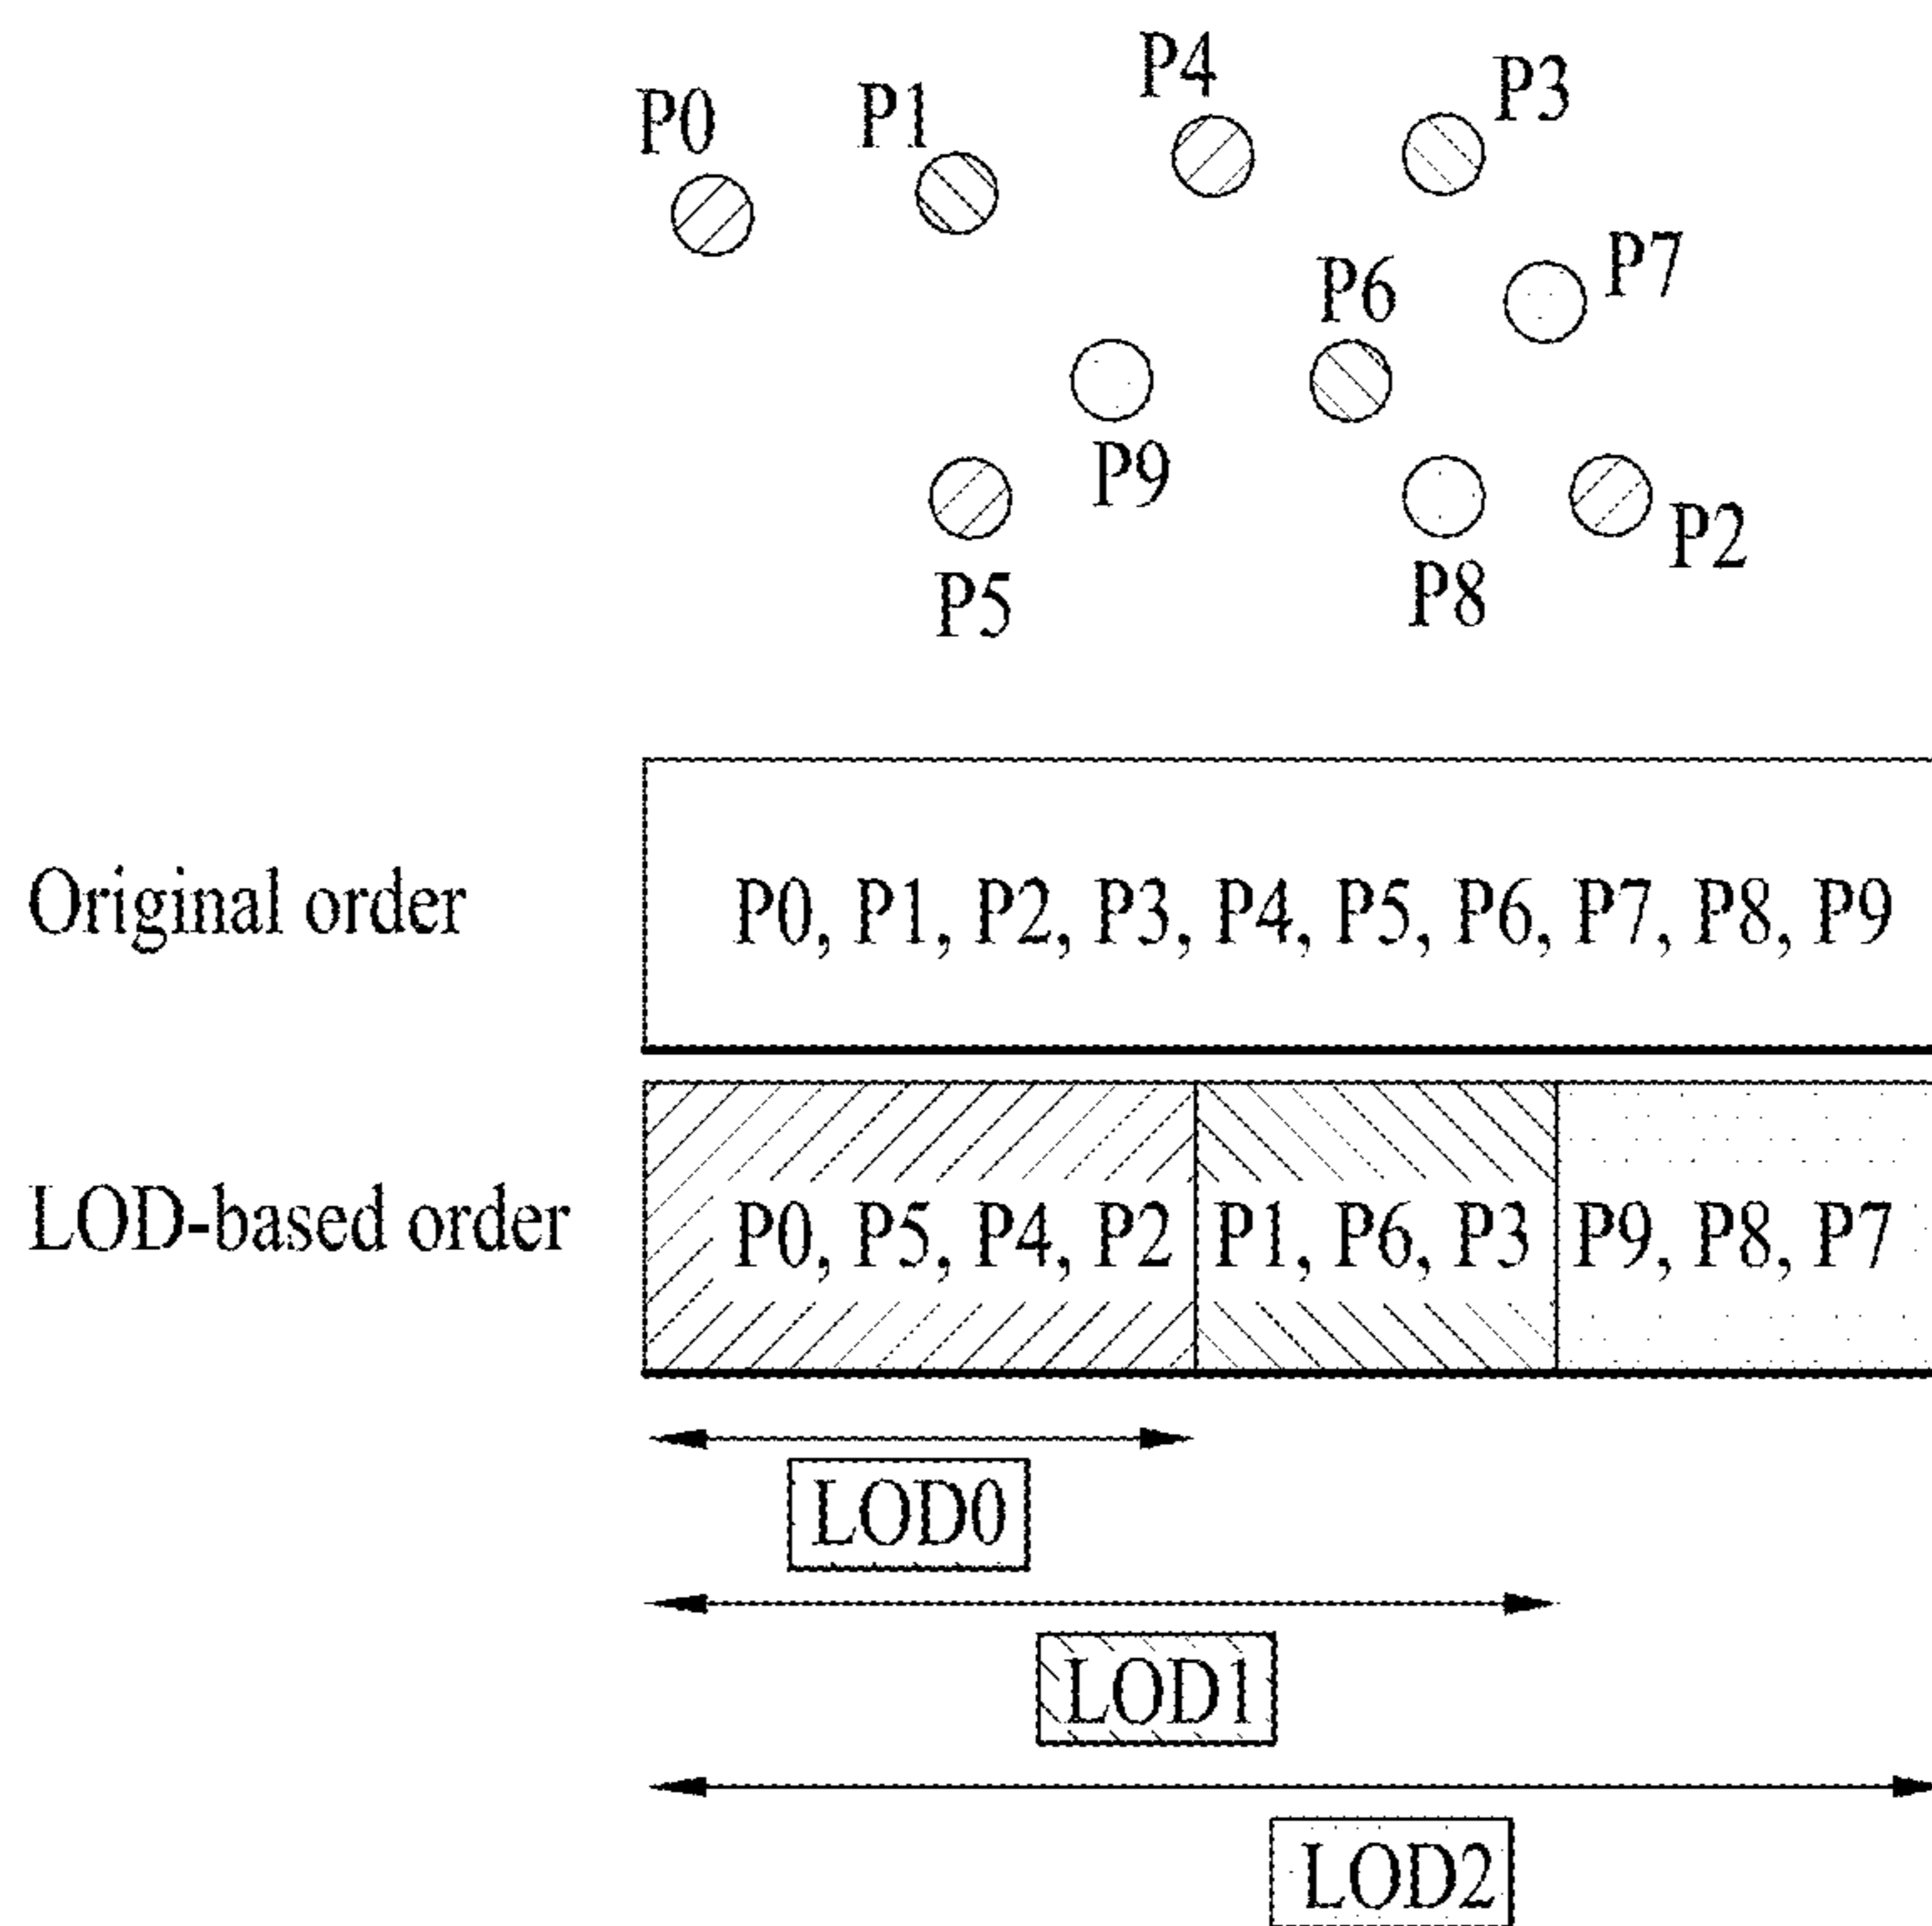 P4
P3
P0
P1
P7
P6
P9
P2
P5
P8
Original order
P0, P1, P2, P3, P4, P5, P6, P7, P8, P9
LOD-based order
P0, P5, P4, P2
P1, P6, P3
P9, P8, P7
LOD0
LOD1
LOD2